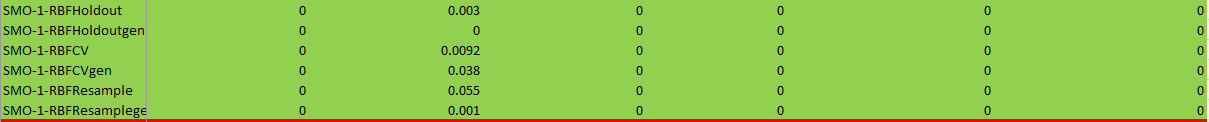 SMO-1-RBFHoldout 0 0.003 0 0 0 0
SMO-1-RBFHoldoutgen 0 0 0 0 0 0
SMO-1-RBFCV 0 0.0092 0 0 0 0
SMO-1-RBFCVgen 0 0.038 0 0 0 0
SMO-1-RBFResample 0 0.055 0 0 0 0
SMO-1-RBFResamplege 0 0.001 0 0 0 0